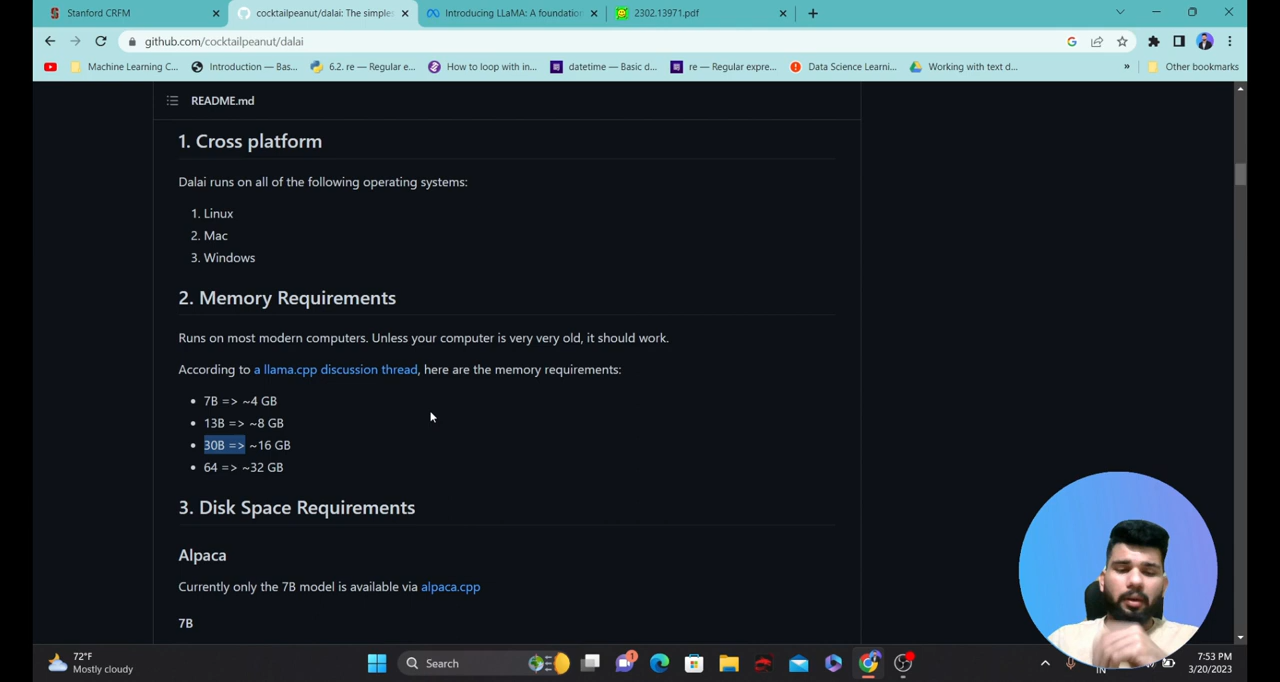 Stanford CRFM
cocktailpeanut/dalai: The simples
Introducing LLaMA: A foundation
2302.13971.pdf
github.com/cocktailpeanut/dalai
Machine Learning C...
Introduction — Bas...
6.2. re — Regular e...
How to loop with in...
datetime — Basic d...
re — Regular expre...
Data Science Learni...
Working with text d...
»
Other bookmarks
README.md
1. Cross platform
Dalai runs on all of the following operating systems:
1. Linux
2. Mac
3. Windows
2. Memory Requirements
Runs on most modern computers. Unless your computer is very very old, it should work.
According to a llama.cpp discussion thread, here are the memory requirements:
• 7B => ~4 GB
• 13B => ~8 GB
• 30B => ~16 GB
• 64 => ~32 GB
3. Disk Space Requirements
Alpaca
Currently only the 7B model is available via alpaca.cpp
7B
72°F
Mostly cloudy
Search
1
IN
7:53 PM
3/20/2023